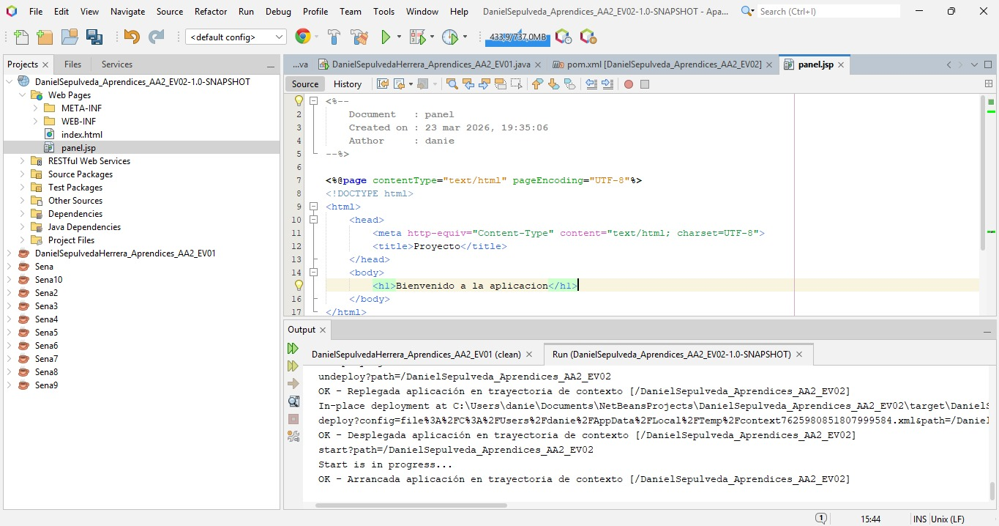 File Edit View Navigate Source Refactor Run Debug Profile Team Tools Window Help DanielSepulveda_Aprendices_AA2_EV02-1.0-SNAPSHOT - Apa... Search (Ctrl+I)
<default config> 433,9/737,0MB
Projects Files Services
DanielSepulveda_Aprendices_AA2_EV02-1.0-SNAPSHOT
Web Pages
META-INF
WEB-INF
index.html
panel.jsp
RESTful Web Services
Source Packages
Test Packages
Other Sources
Dependencies
Java Dependencies
Project Files
DanielSepulvedaHerrera_Aprendices_AA2_EV01
Sena
Sena10
Sena2
Sena3
Sena4
Sena5
Sena6
Sena7
Sena8
Sena9
...va DanielSepulvedaHerrera_Aprendices_AA2_EV01.java pom.xml [DanielSepulveda_Aprendices_AA2_EV02] panel.jsp
Source History
<%--
2 Document : panel
3 Created on : 23 mar 2026, 19:35:06
4 Author : danie
5 --%>
6
7 <%@page contentType="text/html" pageEncoding="UTF-8"%>
8 <!DOCTYPE html>
9 <html>
10 <head>
11 <meta http-equiv="Content-Type" content="text/html; charset=UTF-8">
12 <title>Proyecto</title>
13 </head>
14 <body>
<h1>Bienvenido a la aplicacion</h1>
16 </body>
17 </html>
Output
DanielSepulvedaHerrera_Aprendices_AA2_EV01 (clean) Run (DanielSepulveda_Aprendices_AA2_EV02-1.0-SNAPSHOT)
undeploy?path=/DanielSepulveda_Aprendices_AA2_EV02
OK - Replegada aplicación en trayectoria de contexto [/DanielSepulveda_Aprendices_AA2_EV02]
In-place deployment at C:\Users\danie\Documents\NetBeansProjects\DanielSepulveda_Aprendices_AA2_EV02\target\DanielS
deploy?config=file%3A%2FC%3A%2FUsers%2Fdanie%2FAppData%2FLocal%2FTemp%2Fcontext7625980851807999584.xml&path=/Daniel
OK - Desplegada aplicación en trayectoria de contexto [/DanielSepulveda_Aprendices_AA2_EV02]
start?path=/DanielSepulveda_Aprendices_AA2_EV02
Start is in progress...
OK - Arrancada aplicación en trayectoria de contexto [/DanielSepulveda_Aprendices_AA2_EV02]
1 15:44 INS Unix (LF)